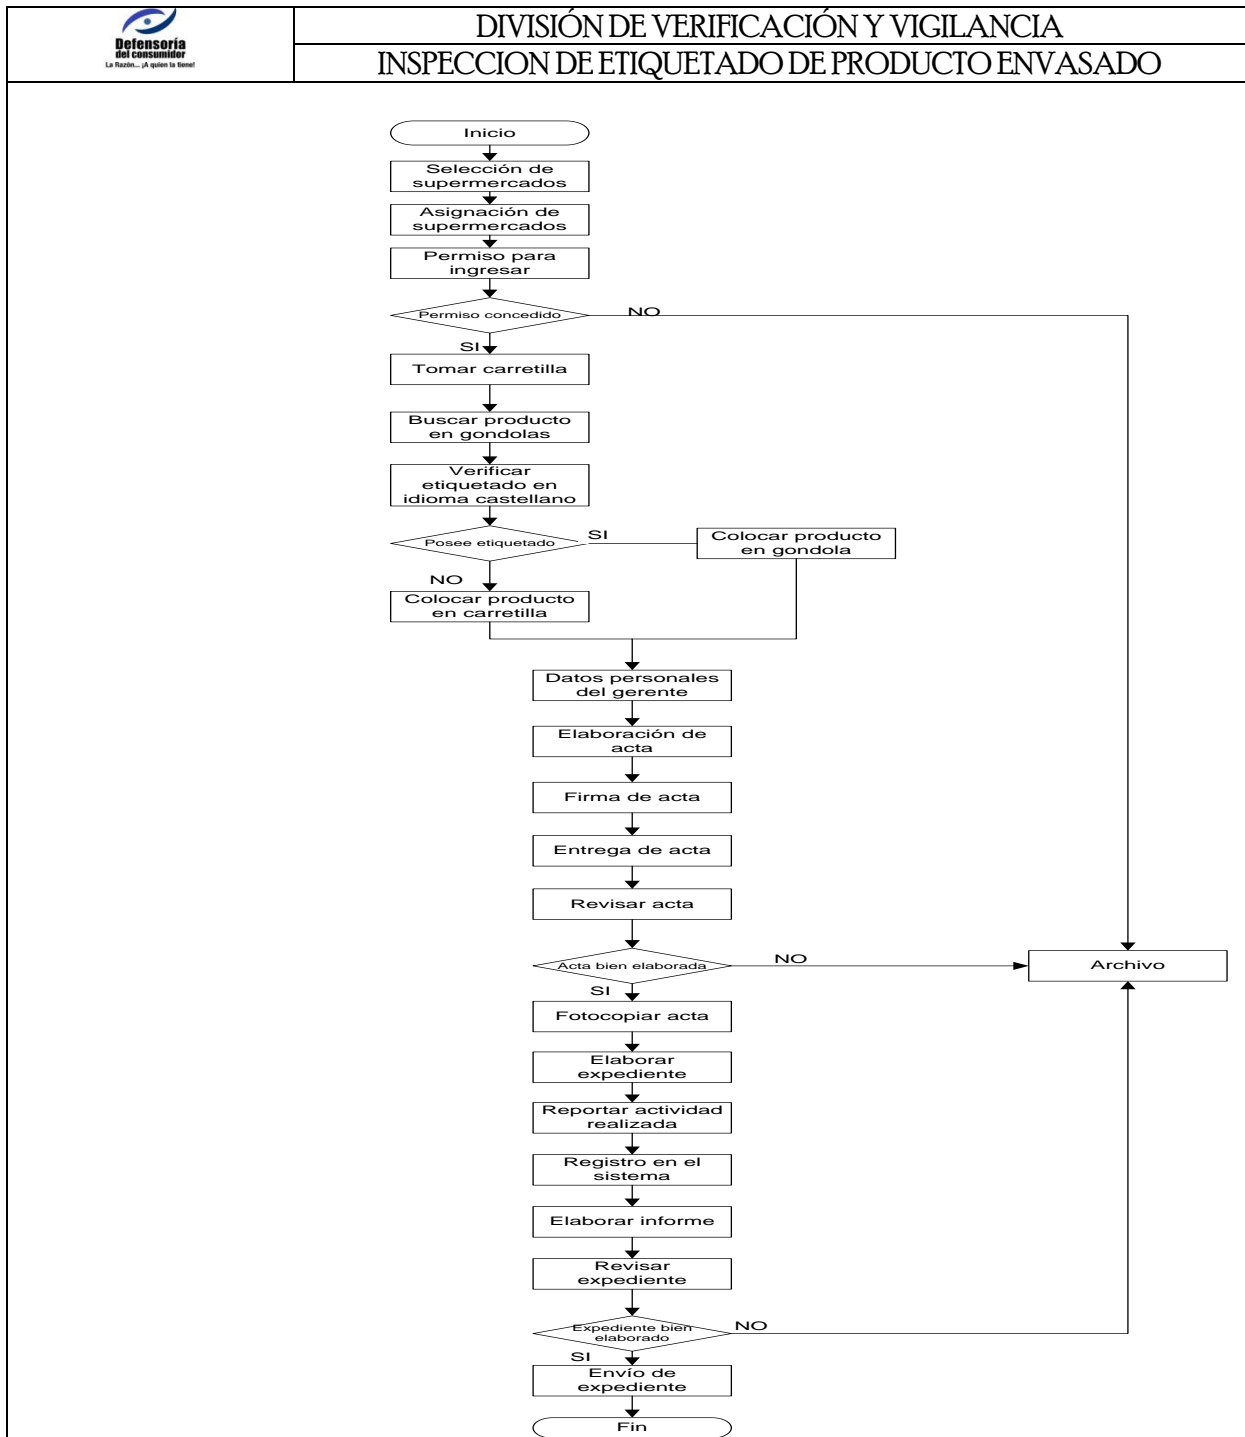 Defensoría
del consumidor
La Razón... ¡A quien la tiene!
DIVISIÓN DE VERIFICACIÓN Y VIGILANCIA
INSPECCION DE ETIQUETADO DE PRODUCTO ENVASADO
Inicio
Selección de
supermercados
Asignación de
supermercados
Permiso para
ingresar
Permiso concedido
NO
SI
Tomar carretilla
Buscar producto
en gondolas
Verificar
etiquetado en
idioma castellano
Posee etiquetado
SI
Colocar producto
en gondola
NO
Colocar producto
en carretilla
Datos personales
del gerente
Elaboración de
acta
Firma de acta
Entrega de acta
Revisar acta
Acta bien elaborada
NO
Archivo
SI
Fotocopiar acta
Elaborar
expediente
Reportar actividad
realizada
Registro en el
sistema
Elaborar informe
Revisar
expediente
Expediente bien
elaborado
NO
SI
Envío de
expediente
Fin